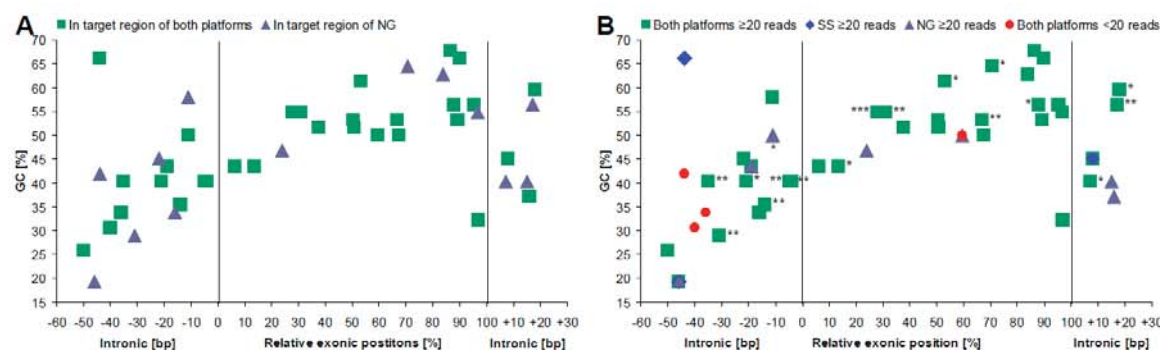 A
In target region of both platforms
In target region of NG
GC [%]
70
65
60
55
50
45
40
35
30
25
20
15
-60 -50 -40 -30 -20 -10 0 10 20 30 40 50 60 70 80 90 100 +10 +20 +30
Intronic [bp]
Relative exonic postitons [%]
Intronic [bp]
B
Both platforms ≥20 reads
SS ≥20 reads
NG ≥20 reads
Both platforms <20 reads
GC [%]
70
65
60
55
50
45
40
35
30
25
20
15
* * * *** ** * ** ** * ** * ** * ** ** * ** *
-60 -50 -40 -30 -20 -10 0 10 20 30 40 50 60 70 80 90 100 +10 +20 +30
Intronic [bp]
Relative exonic position [%]
Intronic [bp]